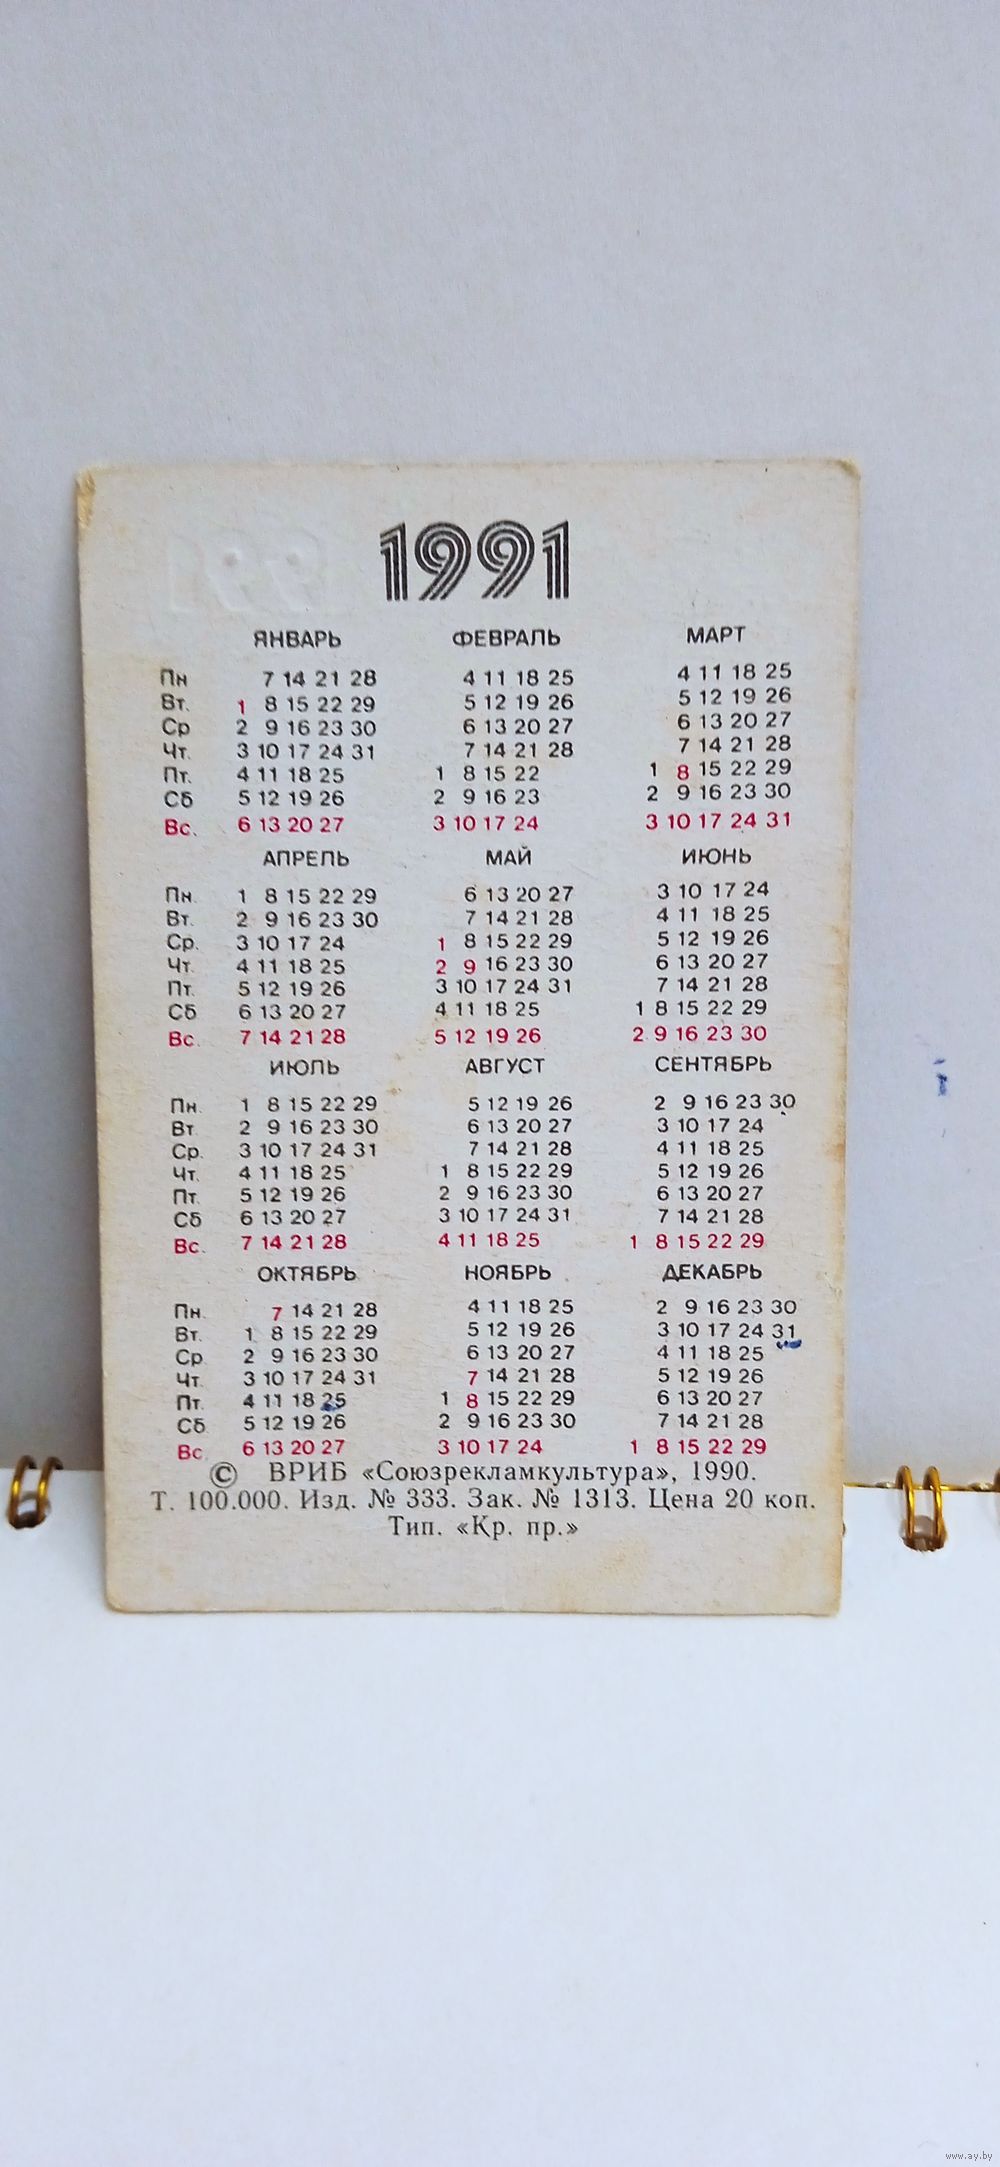 1991
ЯНВАРЬ ФЕВРАЛЬ МАРТ
Пн 7 14 21 28 4 11 18 25 4 11 18 25
Вт. 1 8 15 22 29 5 12 19 26 5 12 19 26
Ср 2 9 16 23 30 6 13 20 27 6 13 20 27
Чт. 3 10 17 24 31 7 14 21 28 7 14 21 28
Пт. 4 11 18 25 1 8 15 22 1 8 15 22 29
Сб 5 12 19 26 2 9 16 23 2 9 16 23 30
Вс. 6 13 20 27 3 10 17 24 3 10 17 24 31
АПРЕЛЬ МАЙ ИЮНЬ
Пн. 1 8 15 22 29 6 13 20 27 3 10 17 24
Вт. 2 9 16 23 30 7 14 21 28 4 11 18 25
Ср. 3 10 17 24 1 8 15 22 29 5 12 19 26
Чт. 4 11 18 25 2 9 16 23 30 6 13 20 27
Пт. 5 12 19 26 3 10 17 24 31 7 14 21 28
Сб 6 13 20 27 4 11 18 25 1 8 15 22 29
Вс. 7 14 21 28 5 12 19 26 2 9 16 23 30
ИЮЛЬ АВГУСТ СЕНТЯБРЬ
Пн. 1 8 15 22 29 5 12 19 26 2 9 16 23 30
Вт. 2 9 16 23 30 6 13 20 27 3 10 17 24
Ср. 3 10 17 24 31 7 14 21 28 4 11 18 25
Чт. 4 11 18 25 1 8 15 22 29 5 12 19 26
Пт. 5 12 19 26 2 9 16 23 30 6 13 20 27
Сб 6 13 20 27 3 10 17 24 31 7 14 21 28
Вс. 7 14 21 28 4 11 18 25 1 8 15 22 29
ОКТЯБРЬ НОЯБРЬ ДЕКАБРЬ
Пн. 7 14 21 28 4 11 18 25 2 9 16 23 30
Вт. 1 8 15 22 29 5 12 19 26 3 10 17 24 31
Ср. 2 9 16 23 30 6 13 20 27 4 11 18 25
Чт. 3 10 17 24 31 7 14 21 28 5 12 19 26
Пт. 4 11 18 25 1 8 15 22 29 6 13 20 27
Сб 5 12 19 26 2 9 16 23 30 7 14 21 28
Вс. 6 13 20 27 3 10 17 24 1 8 15 22 29
© ВРИБ «Союзрекламкультура», 1990.
Т. 100.000. Изд. № 333. Зак. № 1313. Цена 20 коп.
Тип. «Кр. пр.»
www.ay.by